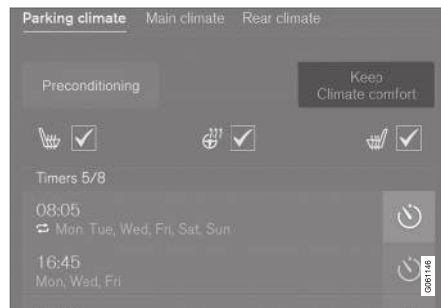 Parking climate Main climate Rear climate
Preconditioning
Keep
Climate comfort
Timers 5/8
08:05
Mon, Tue, Wed, Fri, Sat, Sun
16:45
Mon, Wed, Fri
G061146